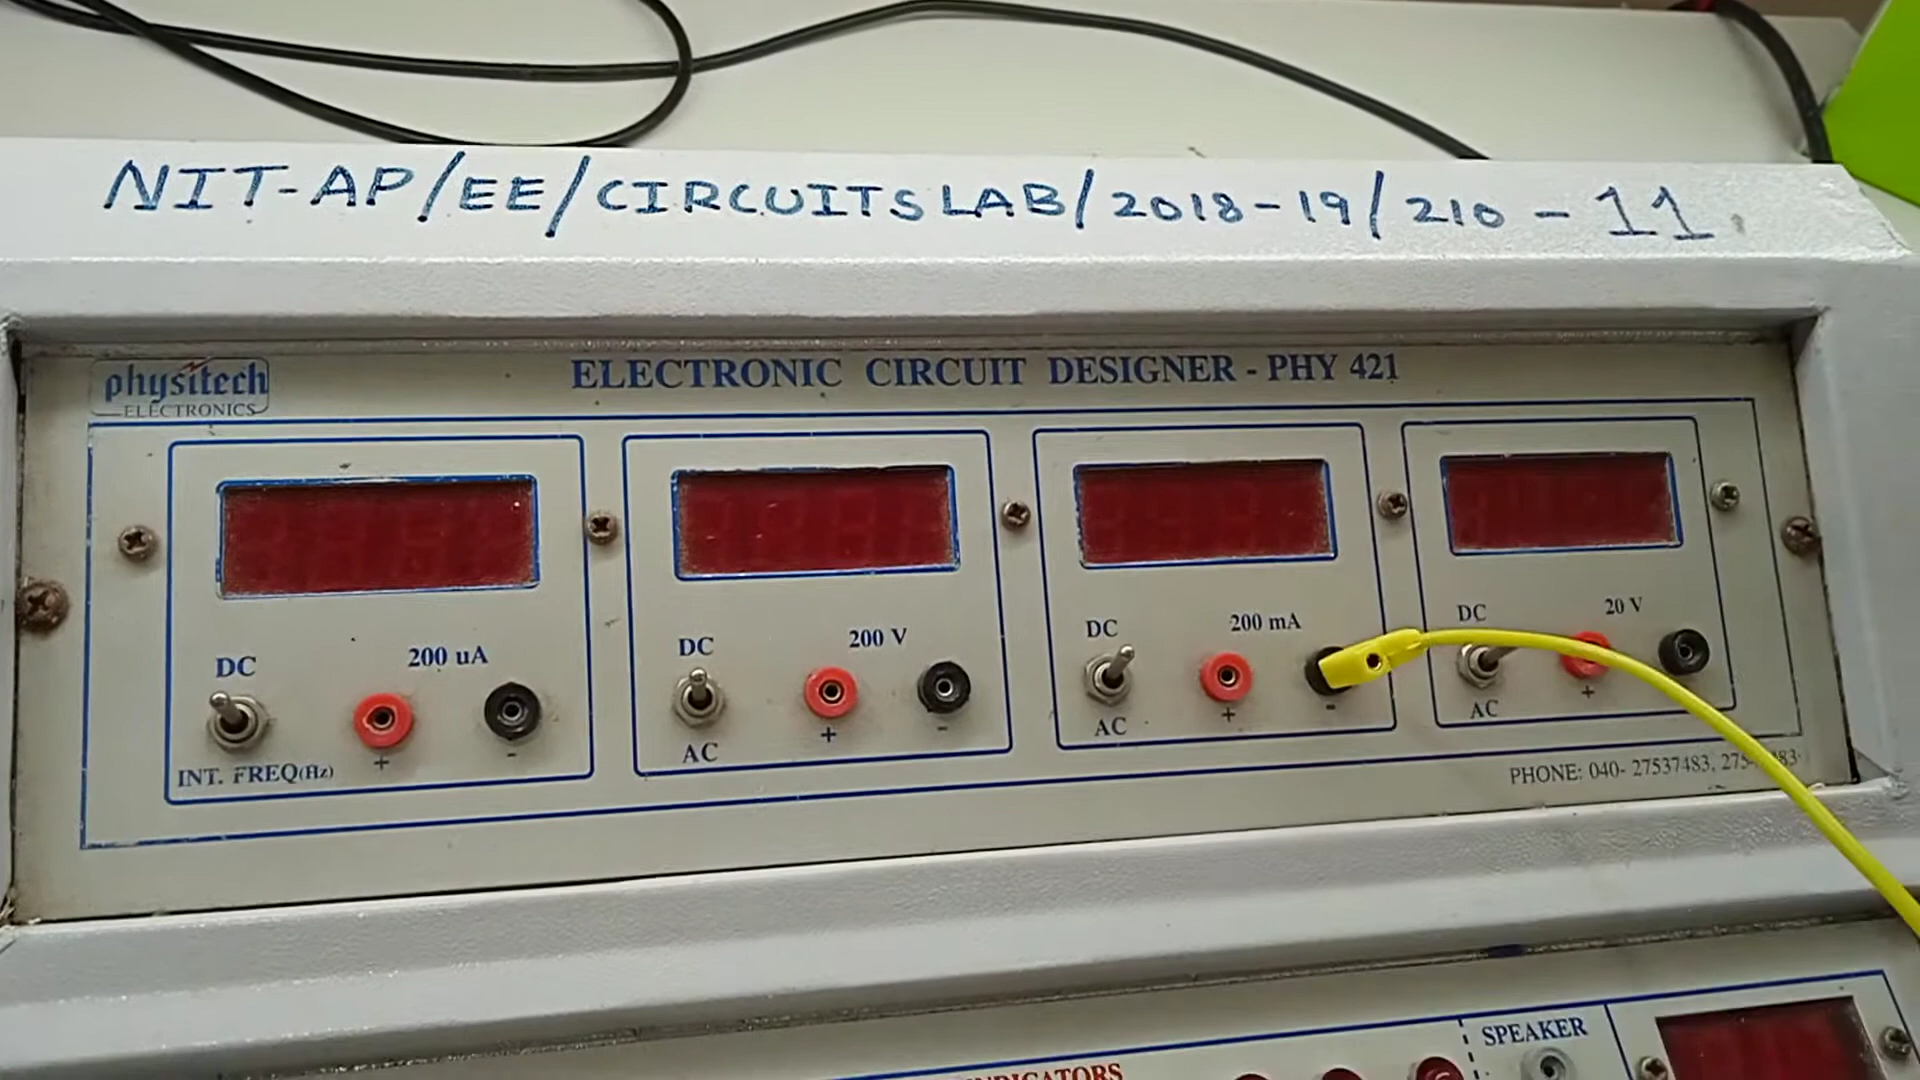 NIT-AP/EE/CIRCUITSLAB/2018-19/210-11.
physitech
ELECTRONICS
ELECTRONIC CIRCUIT DESIGNER - PHY 421
DC
200 uA
INT. FREQ(Hz)
+
-
DC
200 V
AC
+
-
DC
200 mA
AC
+
-
DC
20 V
AC
+
PHONE: 040- 27537483,
SPEAKER